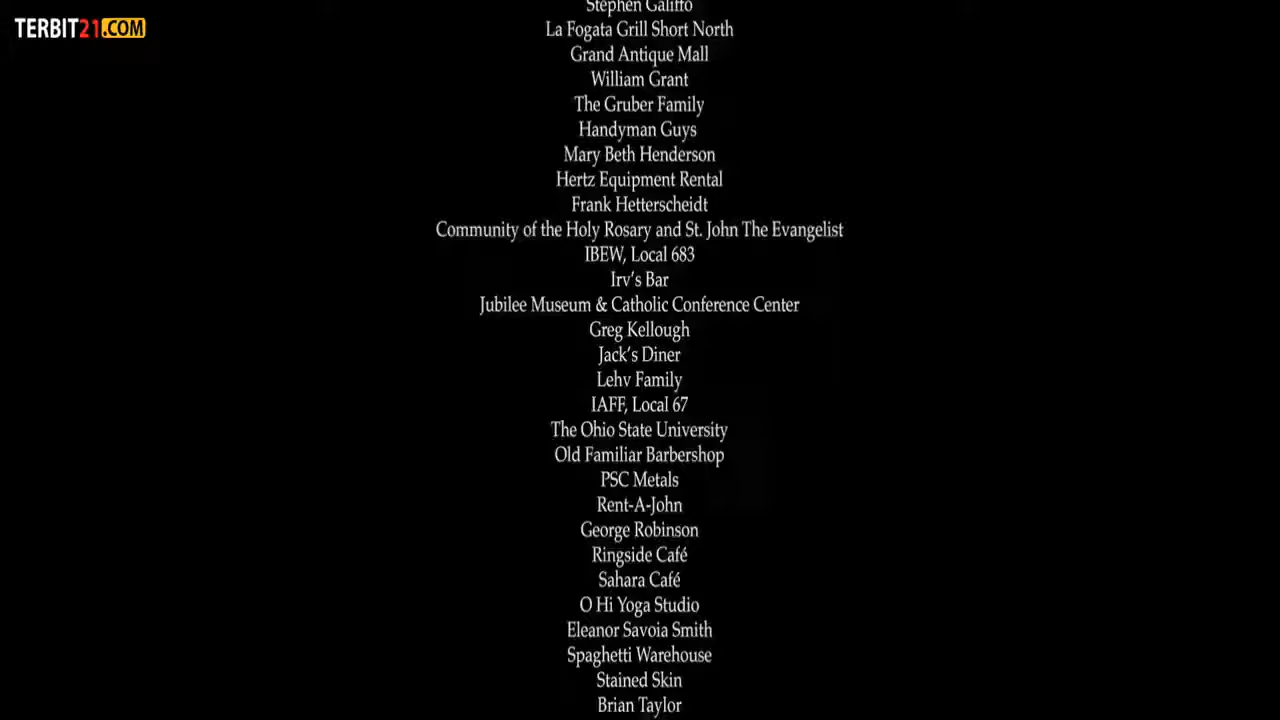 TERBIT21.COM
Stephen Galiffo
La Fogata Grill Short North
Grand Antique Mall
William Grant
The Gruber Family
Handyman Guys
Mary Beth Henderson
Hertz Equipment Rental
Frank Hetterscheidt
Community of the Holy Rosary and St. John The Evangelist
IBEW, Local 683
Irv’s Bar
Jubilee Museum & Catholic Conference Center
Greg Kellough
Jack’s Diner
Lehv Family
IAFF, Local 67
The Ohio State University
Old Familiar Barbershop
PSC Metals
Rent-A-John
George Robinson
Ringside Café
Sahara Café
O Hi Yoga Studio
Eleanor Savoia Smith
Spaghetti Warehouse
Stained Skin
Brian Taylor